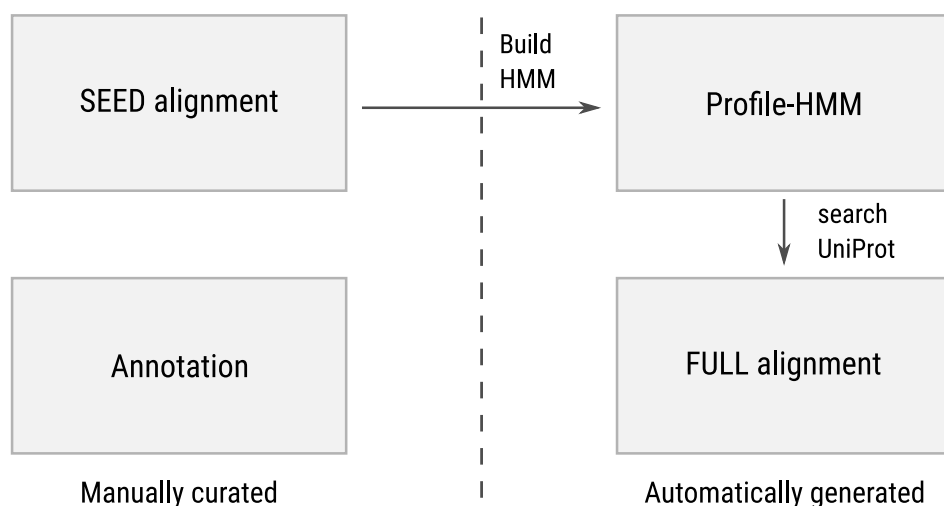 SEED alignment
Build
HMM
Profile-HMM
search
UniProt
Annotation
FULL alignment
Manually curated
Automatically generated